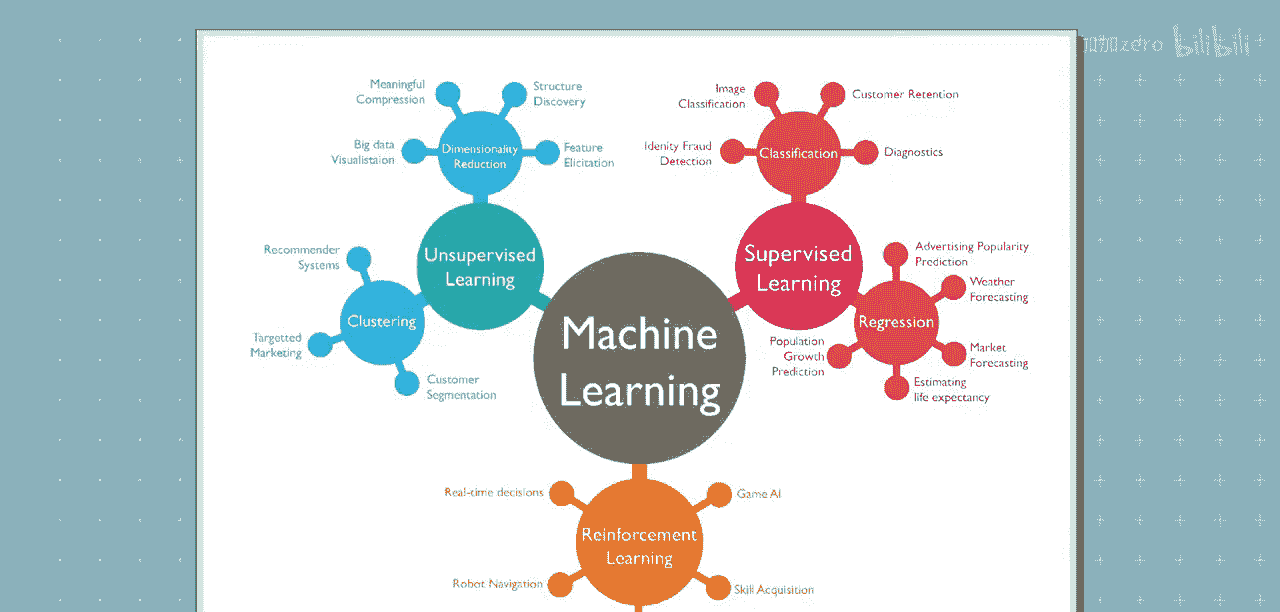 zero bilibili
Meaningful
Compression
Structure
Discovery
Big data
Visualistaion
Dimensionality
Reduction
Feature
Elicitation
Unsupervised
Learning
Recommender
Systems
Clustering
Targetted
Marketing
Customer
Segmentation
Image
Classification
Customer Retention
Idenity Fraud
Detection
Classification
Diagnostics
Supervised
Learning
Advertising Popularity
Prediction
Weather
Forecasting
Regression
Population
Growth
Prediction
Market
Forecasting
Estimating
life expectancy
Machine
Learning
Real-time decisions
Game AI
Reinforcement
Learning
Robot Navigation
Skill Acquisition